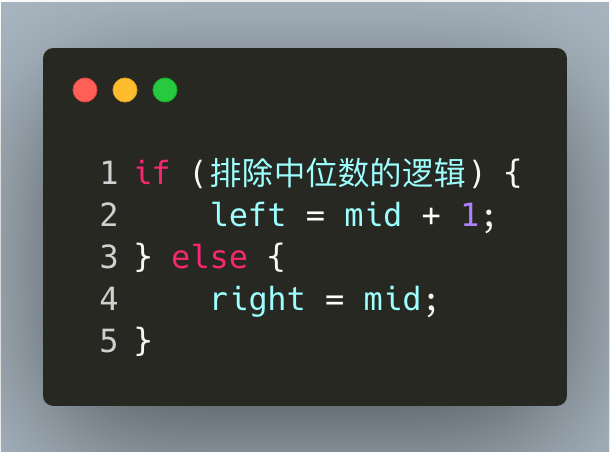 1 if (排除中位数的逻辑) {
2     left = mid + 1;
3 } else {
4     right = mid;
5 }